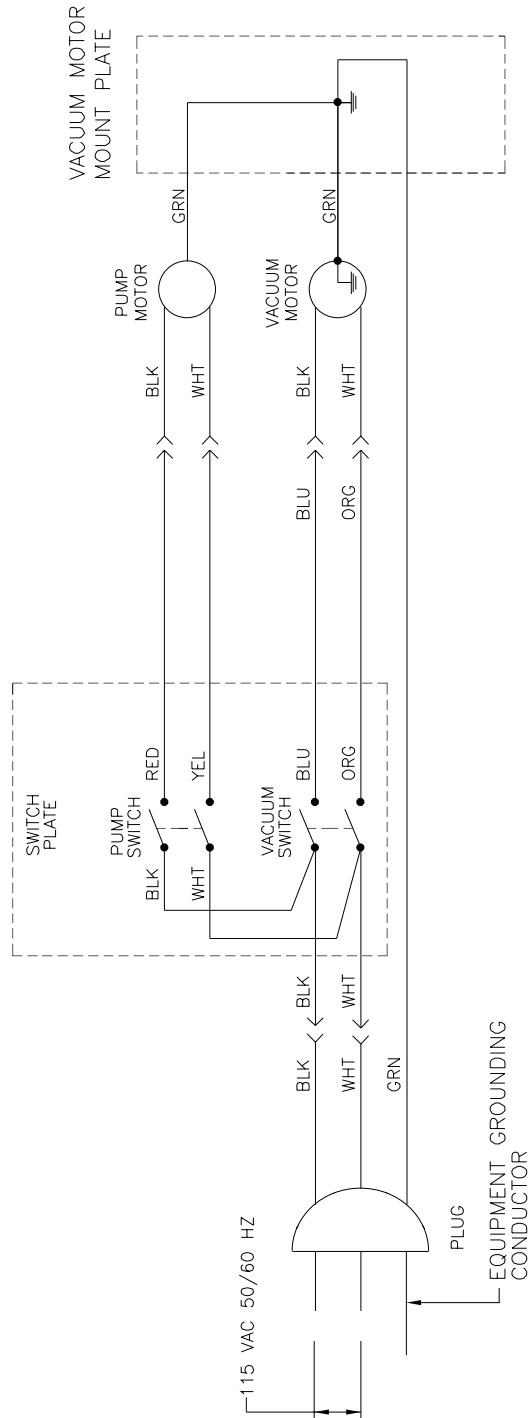 VACUUM MOTOR
MOUNT PLATE
GRN
GRN
PUMP
MOTOR
VACUUM
MOTOR
BLK
WHT
BLK
WHT
BLU
ORG
SWITCH
PLATE
RED
YEL
BLU
ORG
PUMP
SWITCH
VACUUM
SWITCH
BLK
WHT
BLK
WHT
BLK
WHT
GRN
PLUG
115 VAC 50/60 HZ
EQUIPMENT GROUNDING
CONDUCTOR